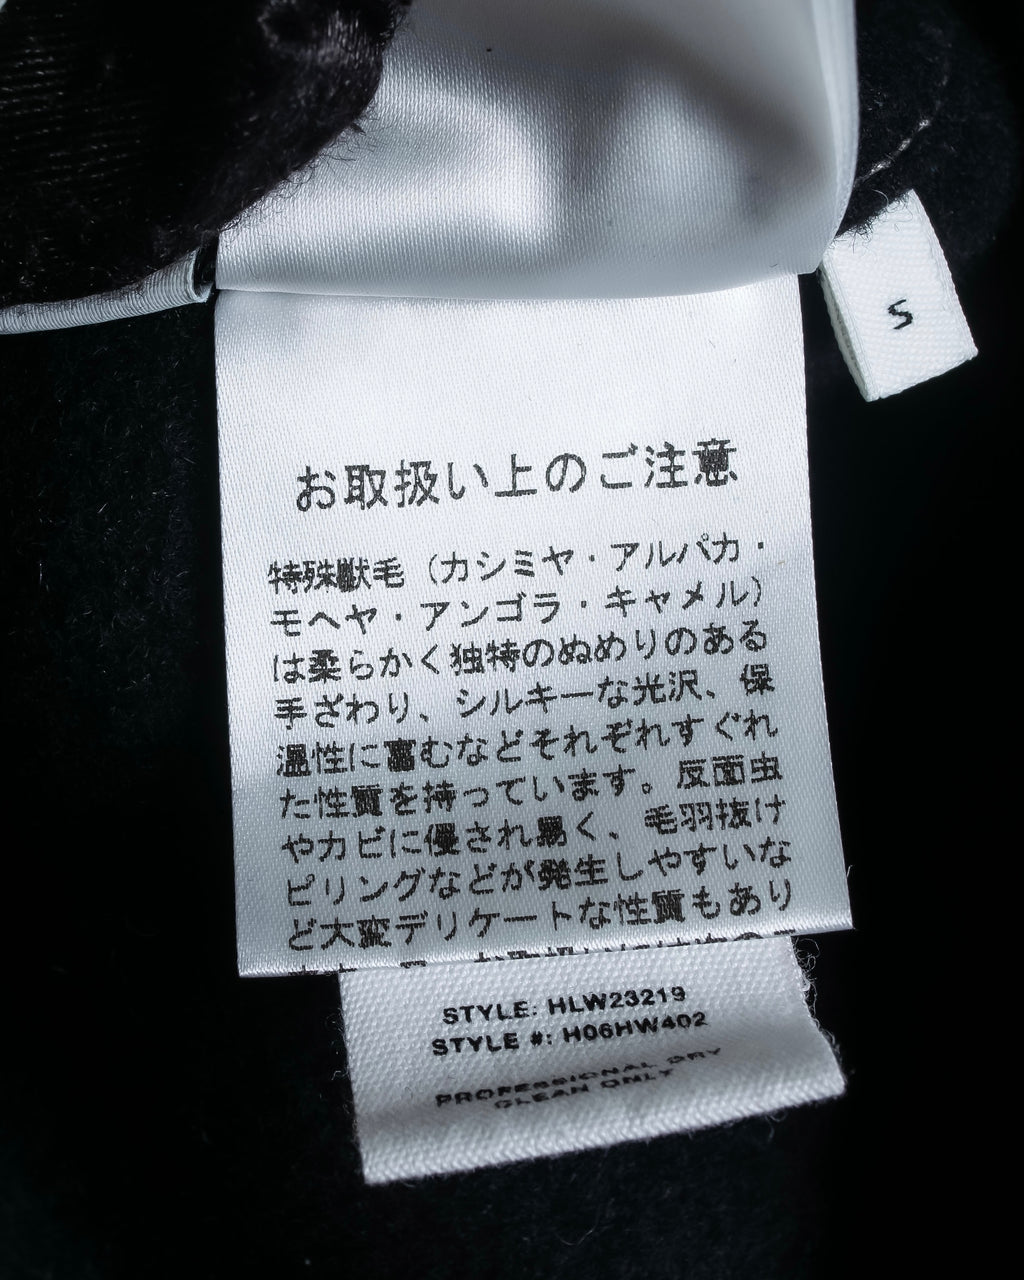 S
お取扱い上のご注意
特殊獣毛（カシミヤ・アルパカ・
モヘヤ・アンゴラ・キャメル）
は柔らかく独特のぬめりのある
手ざわり、シルキーな光沢、保
温性に富むなどそれぞれすぐれ
た性質を持っています。反面虫
やカビに侵され易く、毛羽抜け
ピリングなどが発生しやすいな
ど大変デリケートな性質もあり
STYLE: HLW23219
STYLE #: H06HW402
PROFESSIONAL DRY
CLEAN ONLY